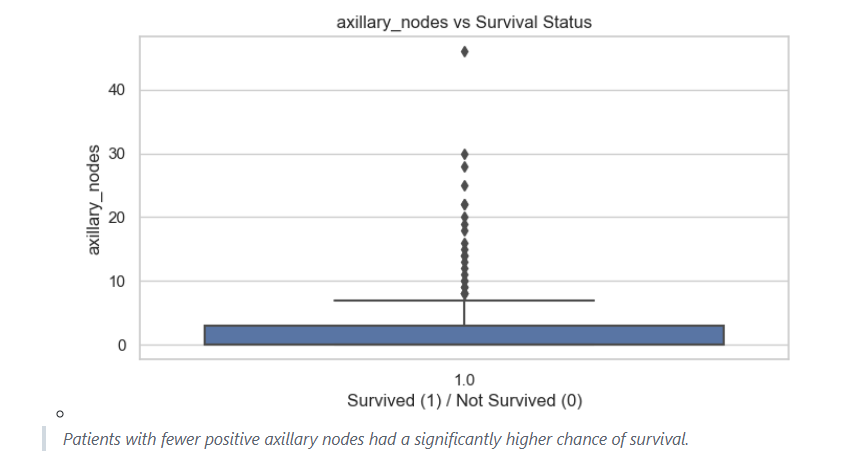 axillary_nodes vs Survival Status
40
30
20
10
0
axillary_nodes
1.0
Survived (1) / Not Survived (0)
Patients with fewer positive axillary nodes had a significantly higher chance of survival.